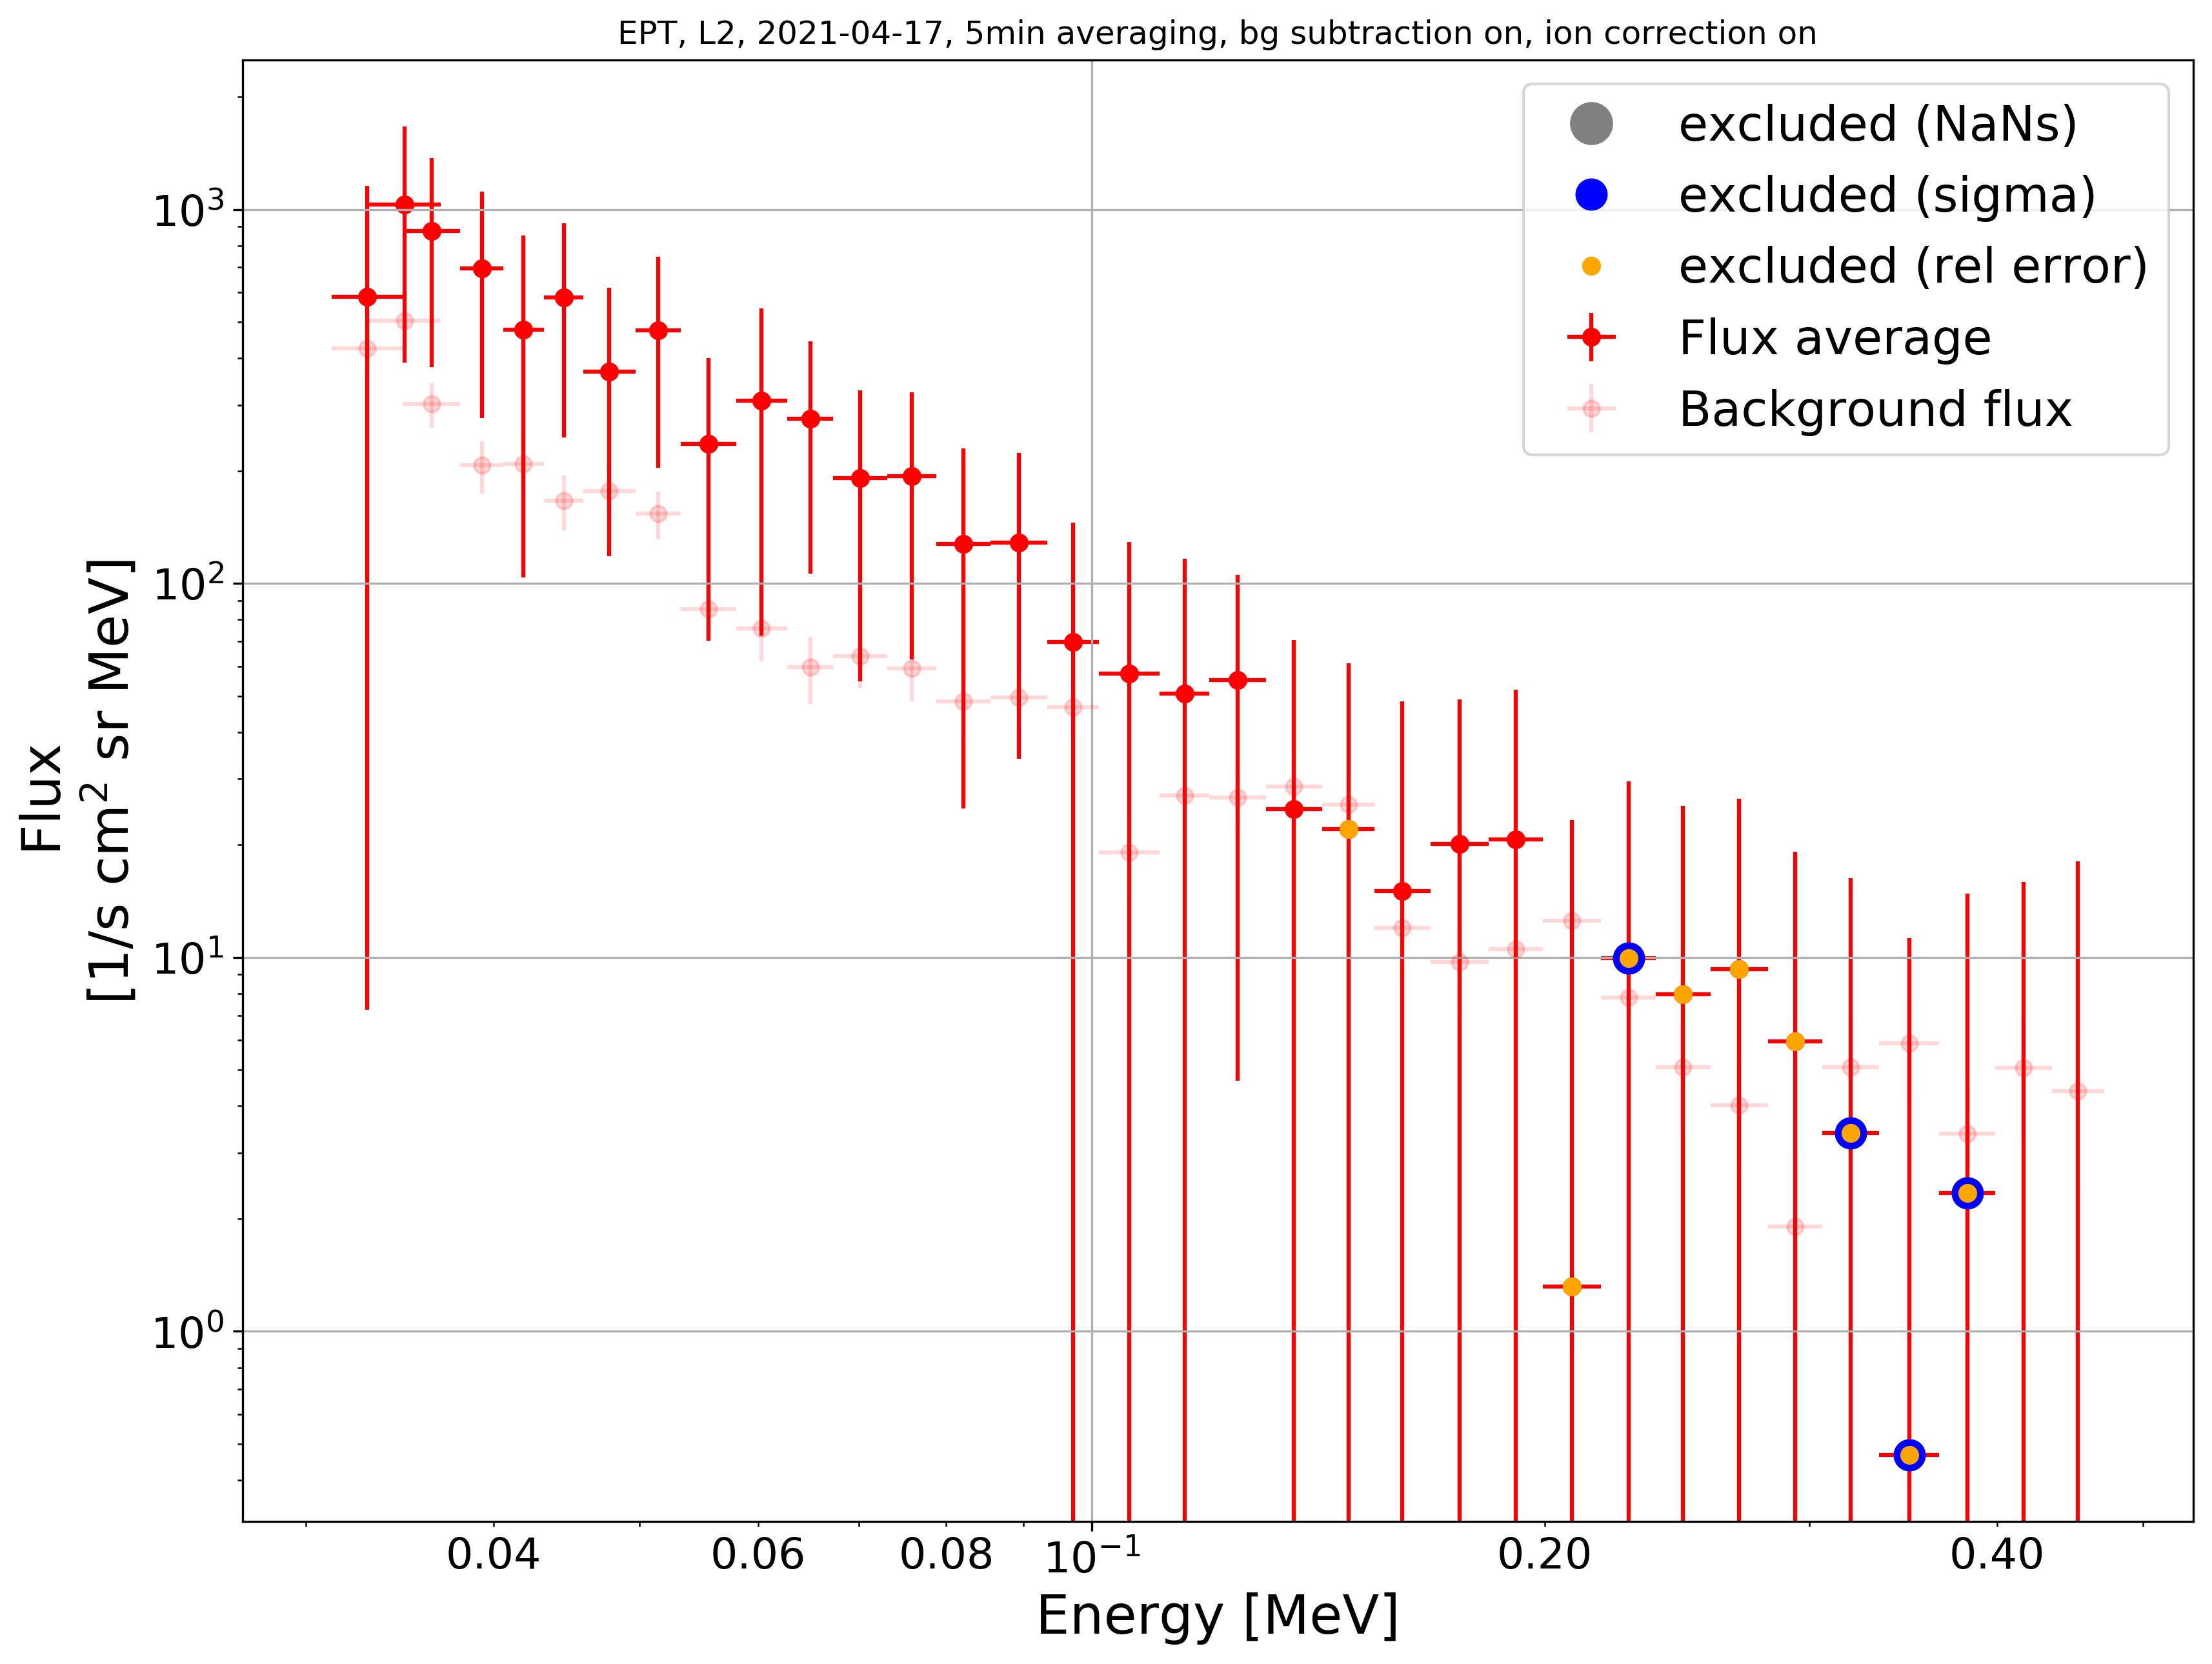 EPT, L2, 2021-04-17, 5min averaging, bg subtraction on, ion correction on
excluded (NaNs)
excluded (sigma)
excluded (rel error)
Flux average
Background flux
Flux
[1/s cm² sr MeV]
10³
10²
10¹
10⁰
0.04
0.06
0.08
10⁻¹
0.20
0.40
Energy [MeV]